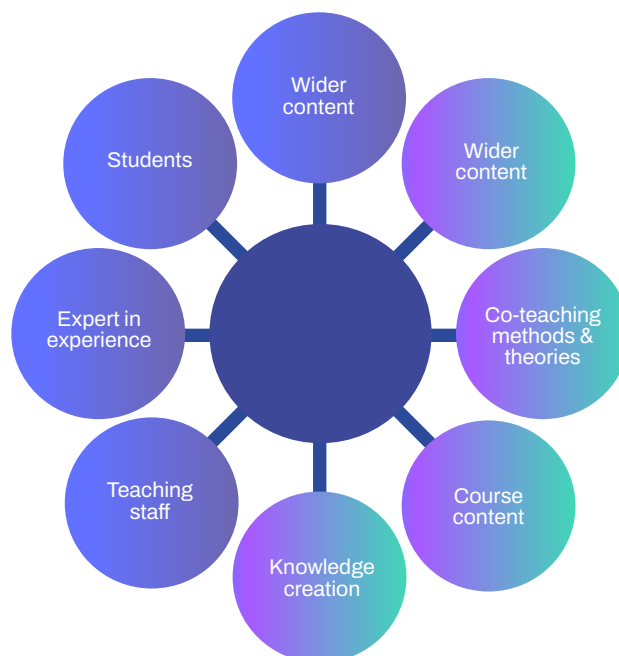 Wider
content
Wider
content
Students
Co-teaching
methods &
theories
Expert in
experience
Teaching
staff
Course
content
Knowledge
creation